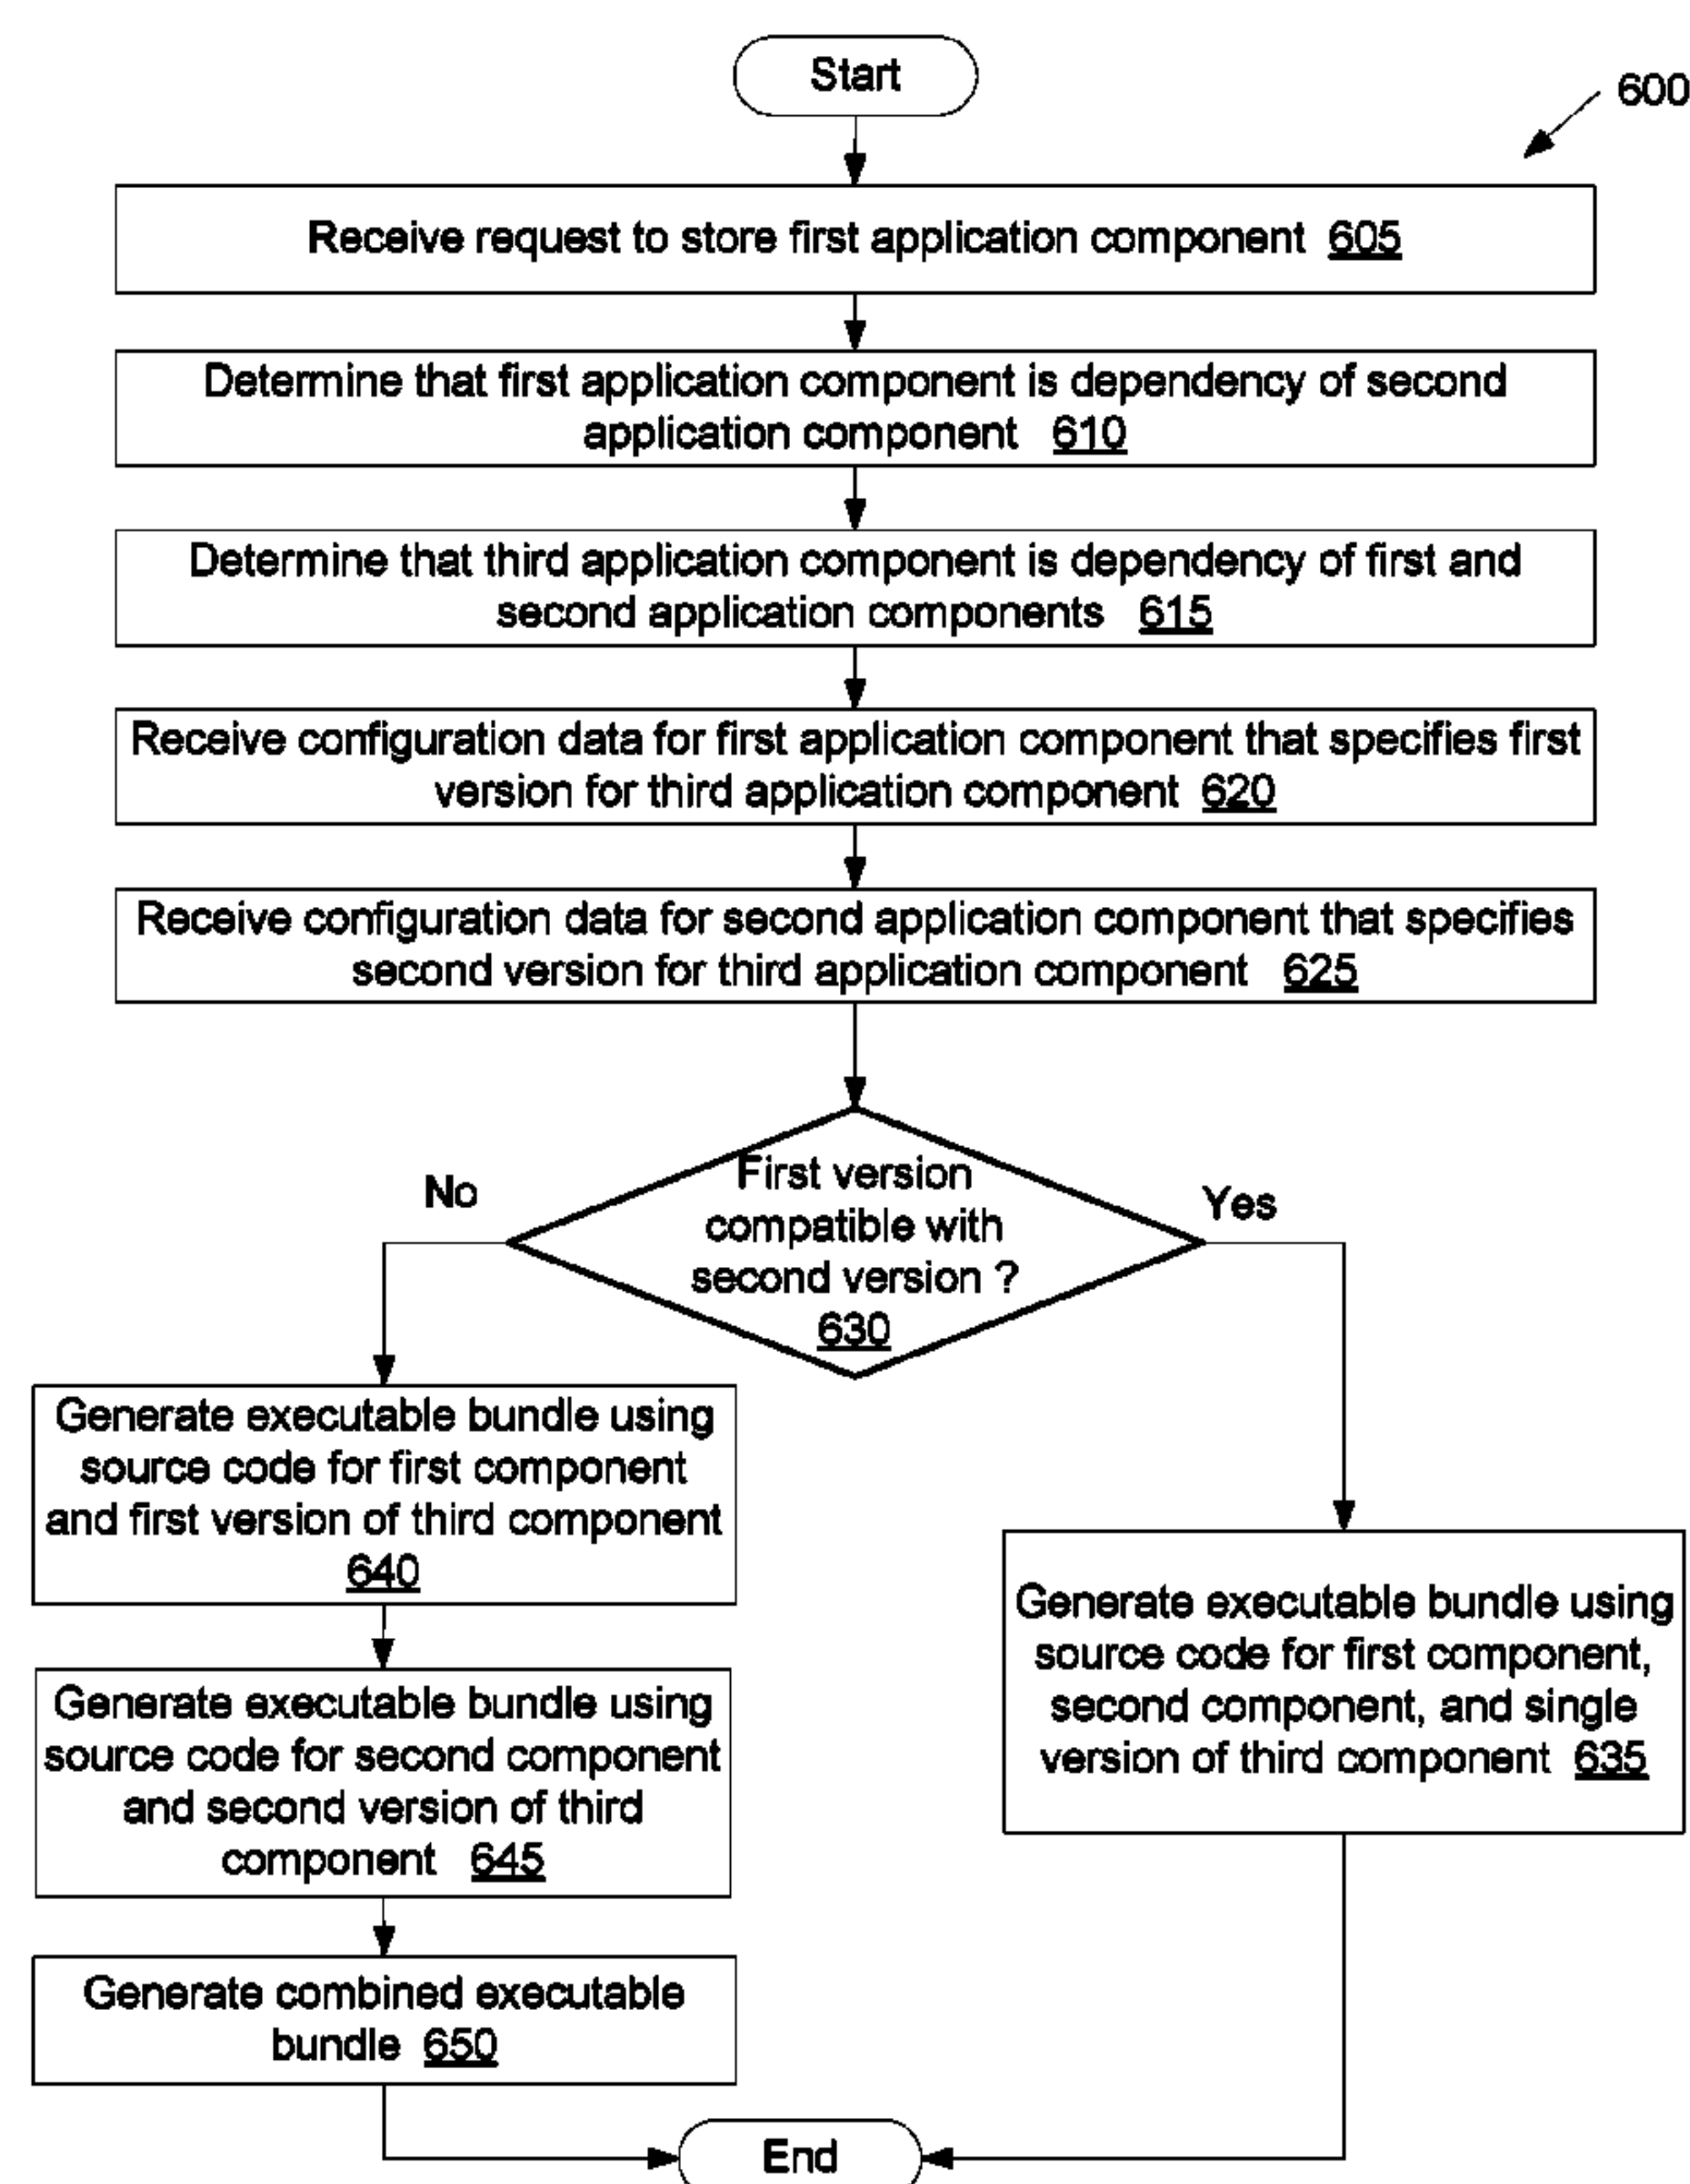 Start
600
Receive request to store first application component 605
Determine that first application component is dependency of second
application component 610
Determine that third application component is dependency of first and
second application components 615
Receive configuration data for first application component that specifies first
version for third application component 620
Receive configuration data for second application component that specifies
second version for third application component 625
First version
compatible with
second version ?
630
No
Yes
Generate executable bundle using
source code for first component
and first version of third component
640
Generate executable bundle using
source code for second component
and second version of third
component 645
Generate combined executable
bundle 650
Generate executable bundle using
source code for first component,
second component, and single
version of third component 635
End